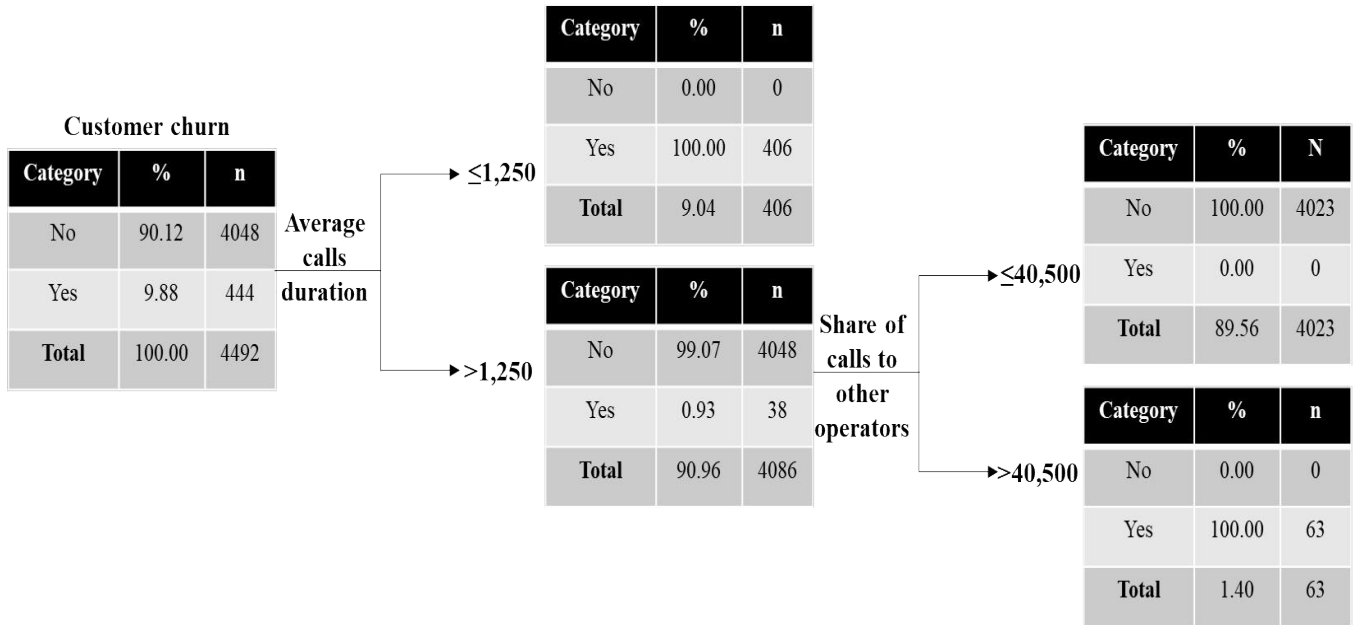 Customer churn
Category % n
No 90.12 4048
Yes 9.88 444
Total 100.00 4492
Average
calls
duration
≤1,250
Category % n
No 0.00 0
Yes 100.00 406
Total 9.04 406
>1,250
Category % n
No 99.07 4048
Yes 0.93 38
Total 90.96 4086
Share of
calls to
other
operators
≤40,500
Category % N
No 100.00 4023
Yes 0.00 0
Total 89.56 4023
>40,500
Category % n
No 0.00 0
Yes 100.00 63
Total 1.40 63